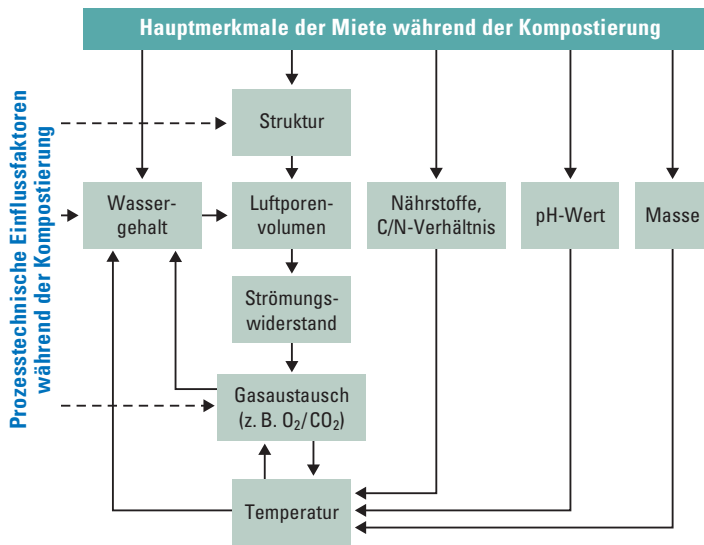 Hauptmerkmale der Miete während der Kompostierung
Prozesstechnische Einflussfaktoren
während der Kompostierung
Struktur
Wasser-
gehalt
Luftporen-
volumen
Nährstoffe,
C/N-Verhältnis
pH-Wert
Masse
Strömungs-
widerstand
Gasaustausch
(z. B. O₂/CO₂)
Temperatur